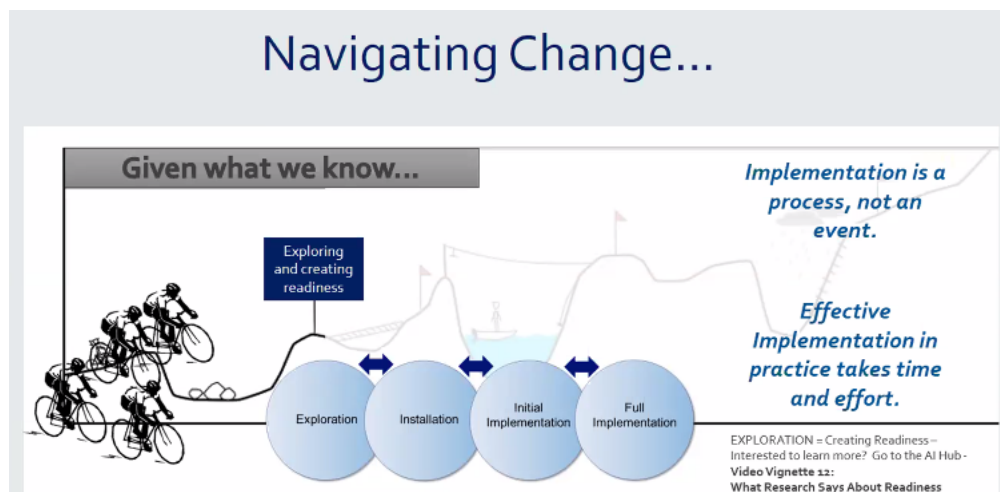 Navigating Change...
Given what we know...
Exploring
and creating
readiness
Exploration
Installation
Initial
Implementation
Full
Implementation
Implementation is a
process, not an
event.
Effective
Implementation in
practice takes time
and effort.
EXPLORATION = Creating Readiness –
Interested to learn more? Go to the AI Hub -
Video Vignette 12:
What Research Says About Readiness